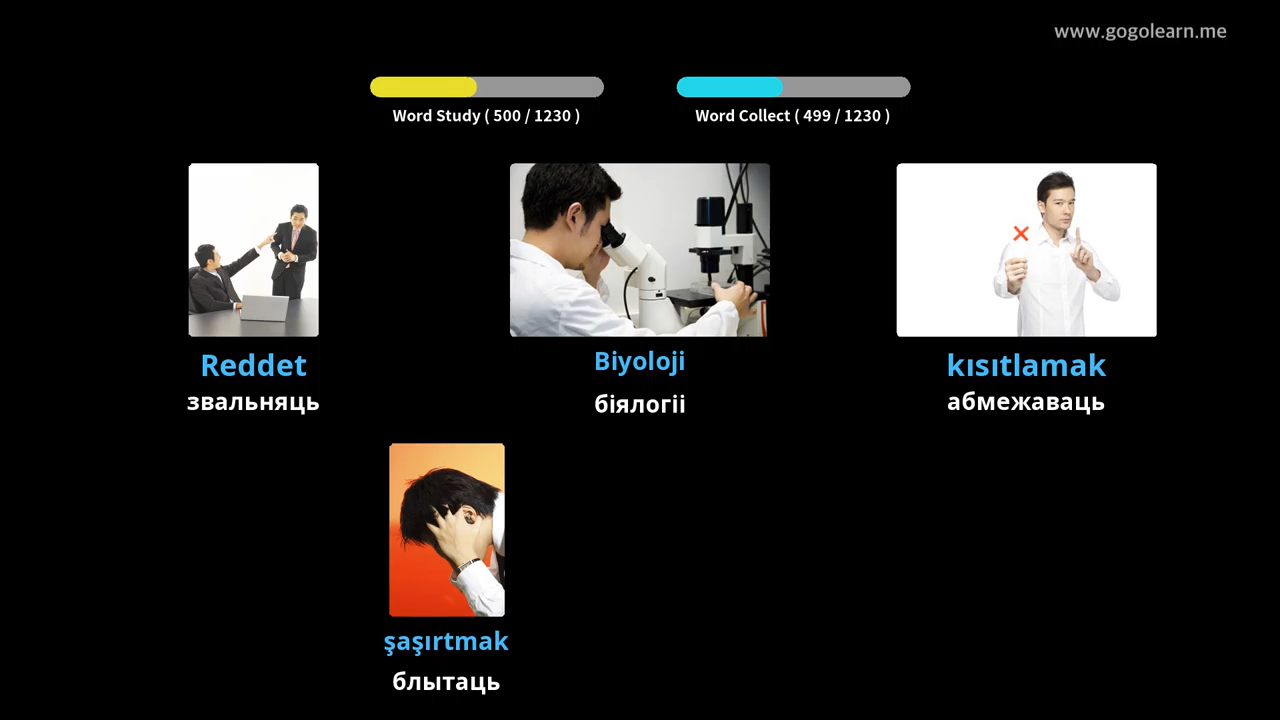 www.gogolearn.me
Word Study ( 500 / 1230 )
Word Collect ( 499 / 1230 )
Reddet
звальняць
Biyoloji
біялогіі
kısıtlamak
абмежаваць
şaşırtmak
блытаць